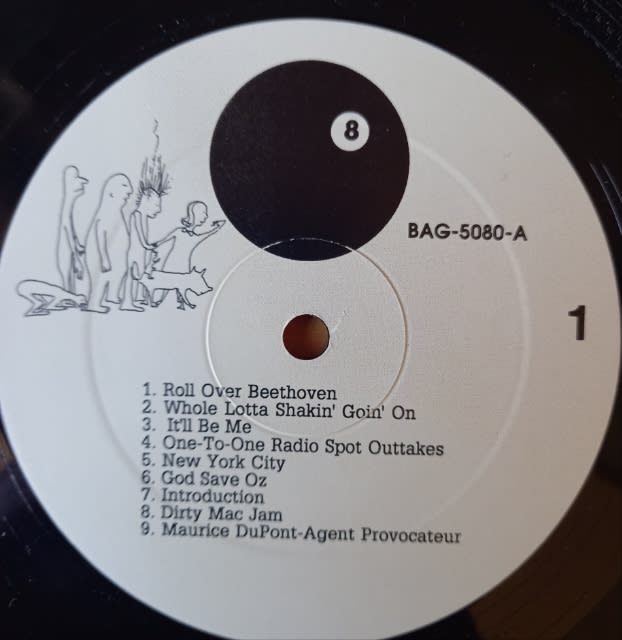 8
BAG-5080-A
1
1. Roll Over Beethoven
2. Whole Lotta Shakin' Goin' On
3. It'll Be Me
4. One-To-One Radio Spot Outtakes
5. New York City
6. God Save Oz
7. Introduction
8. Dirty Mac Jam
9. Maurice DuPont-Agent Provocateur